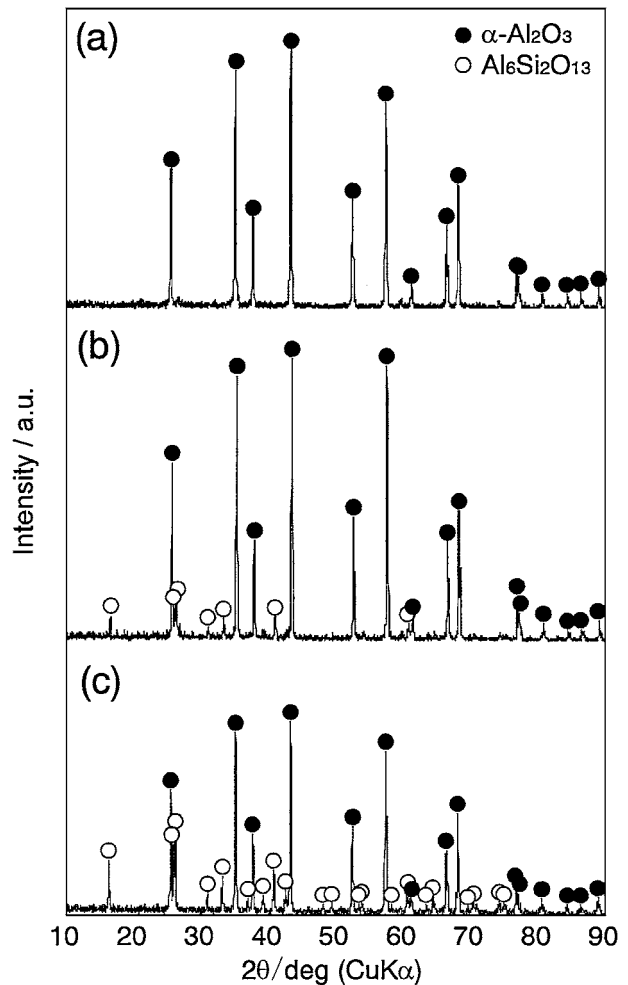 (a)
● α-Al₂O₃
○ Al₆Si₂O₁₃
(b)
(c)
Intensity / a.u.
10 20 30 40 50 60 70 80 90
2θ/deg (CuKα)